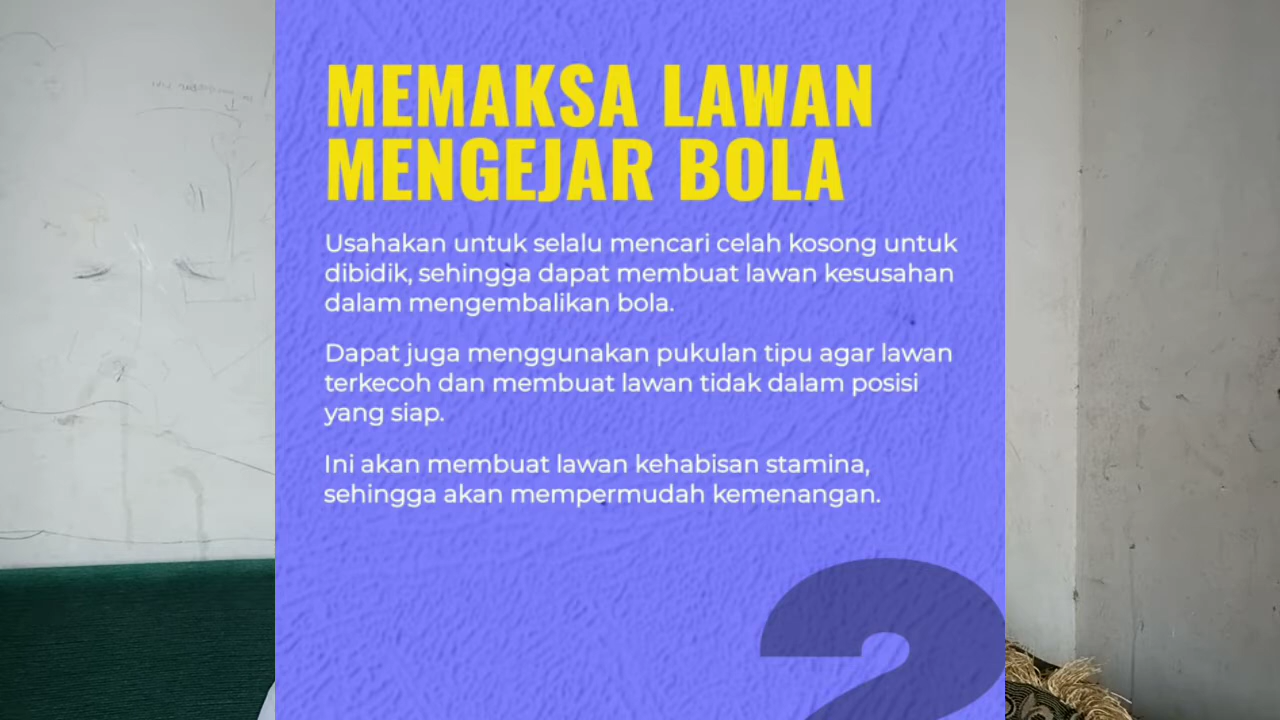 MEMAKSA LAWAN
MENGEJAR BOLA
Usahakan untuk selalu mencari celah kosong untuk
dibidik, sehingga dapat membuat lawan kesusahan
dalam mengembalikan bola.
Dapat juga menggunakan pukulan tipu agar lawan
terkecoh dan membuat lawan tidak dalam posisi
yang siap.
Ini akan membuat lawan kehabisan stamina,
sehingga akan mempermudah kemenangan.
2